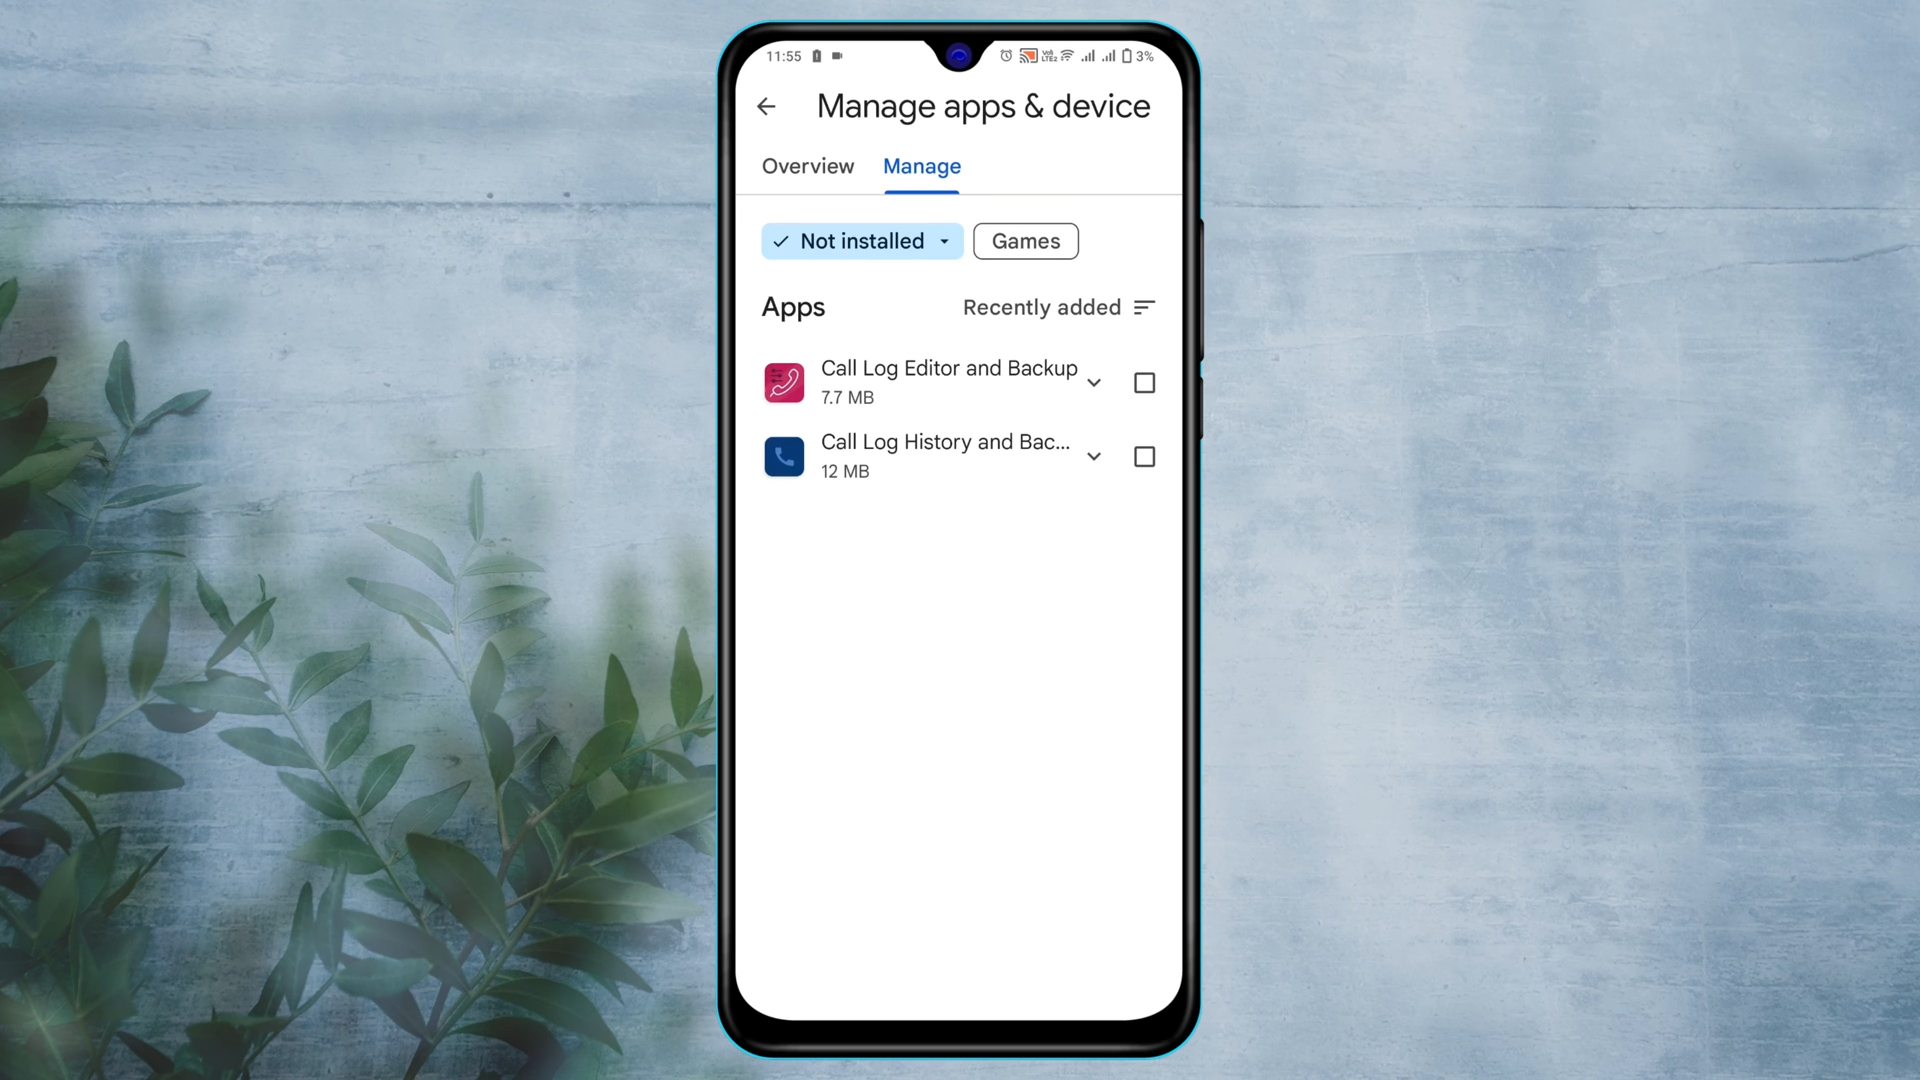 11:55 3%
Manage apps & device
Overview Manage
Not installed Games
Apps Recently added
Call Log Editor and Backup
7.7 MB
Call Log History and Bac...
12 MB